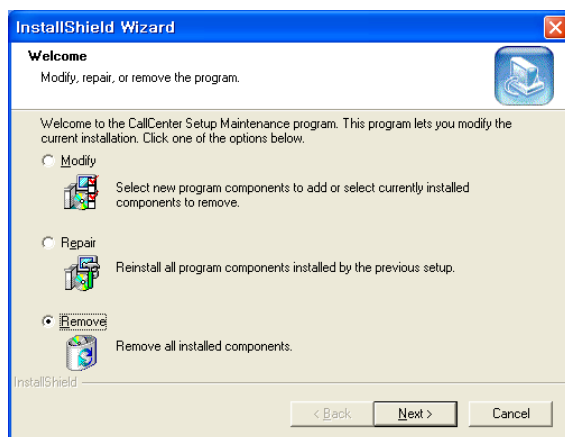 InstallShield Wizard
Welcome
Modify, repair, or remove the program.
Welcome to the CallCenter Setup Maintenance program. This program lets you modify the
current installation. Click one of the options below.
Modify
Select new program components to add or select currently installed
components to remove.
Repair
Reinstall all program components installed by the previous setup.
Remove
Remove all installed components.
InstallShield
< Back
Next >
Cancel